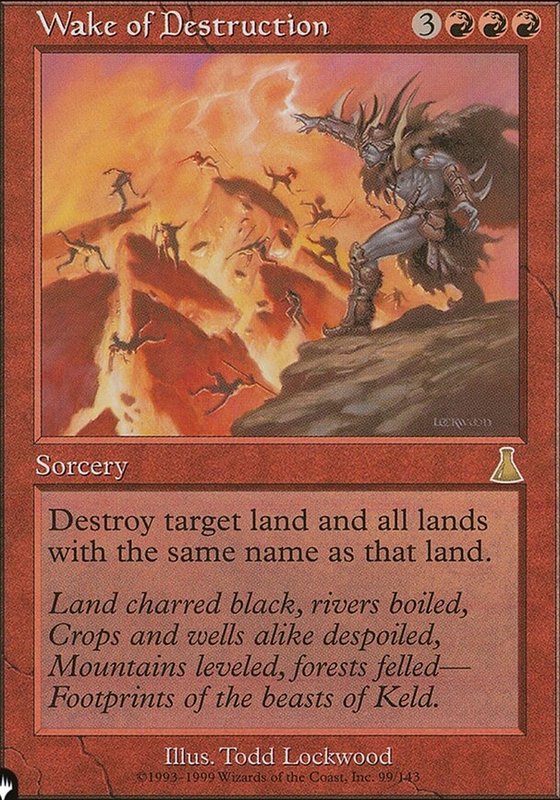 Wake of Destruction 3
LOCKWOOD
Sorcery
Destroy target land and all lands
with the same name as that land.
Land charred black, rivers boiled,
Crops and wells alike despoiled,
Mountains leveled, forests felled—
Footprints of the beasts of Keld.
Illus. Todd Lockwood
©1993-1999 Wizards of the Coast, Inc. 99/143